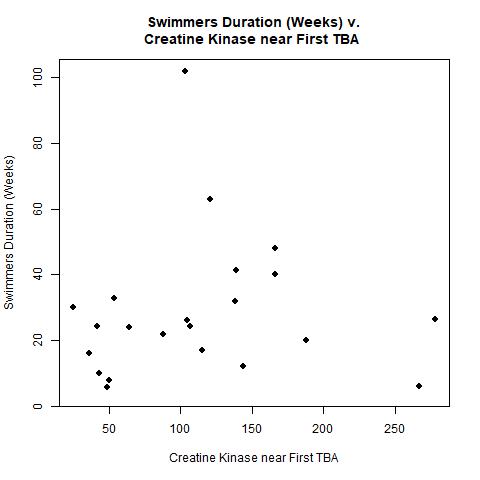 Swimmers Duration (Weeks) v.
Creatine Kinase near First TBA
Swimmers Duration (Weeks)
100
80
60
40
20
0
50
100
150
200
250
Creatine Kinase near First TBA